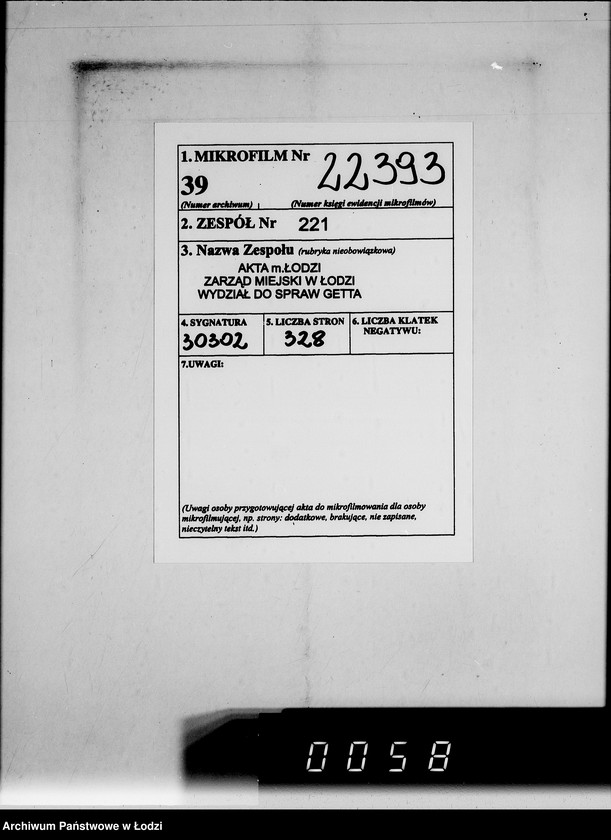 1. MIKROFILM Nr 22393
39
(Numer archiwum) (Numer księgi ewidencji mikrofilmów)
2. ZESPÓŁ Nr 221
3. Nazwa Zespołu (rubryka nieobowiązkowa)
AKTA m.ŁODZI
ZARZĄD MIEJSKI W ŁODZI
WYDZIAŁ DO SPRAW GETTA
4. SYGNATURA
30302
5. LICZBA STRON
328
6. LICZBA KLATEK
NEGATYWU:
7.UWAGI:
(Uwagi osoby przygotowującej akta do mikrofilmowania dla osoby
mikrofilmującej, np. strony: dodatkowe, brakujące, nie zapisane,
nieczytelny tekst itd.)
0058
Archiwum Państwowe w Łodzi